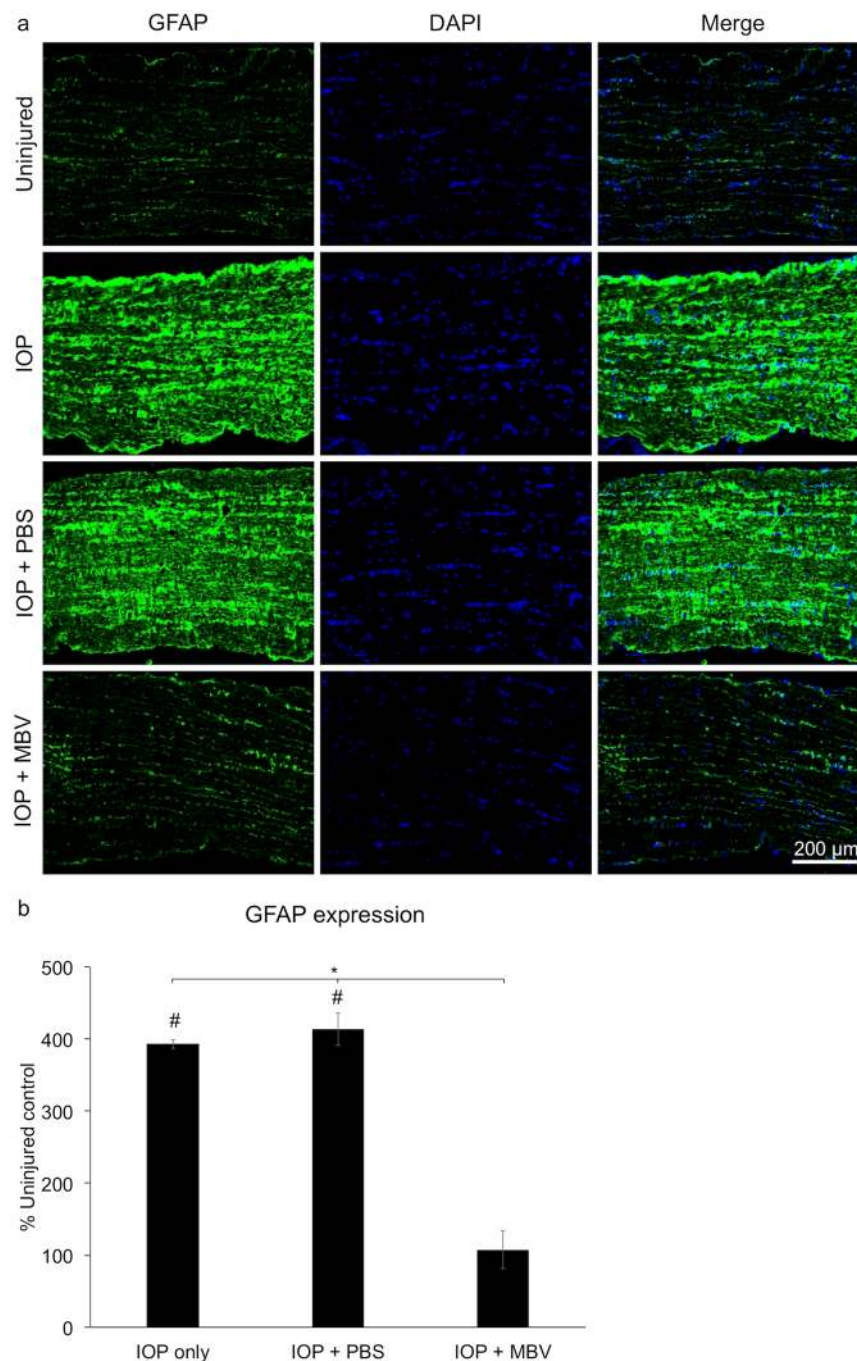 a
GFAP DAPI Merge
Uninjured
IOP
IOP + PBS
IOP + MBV
200 µm
b
GFAP expression
500
400
300
200
100
0
% Uninjured control
*
#
#
IOP only IOP + PBS IOP + MBV